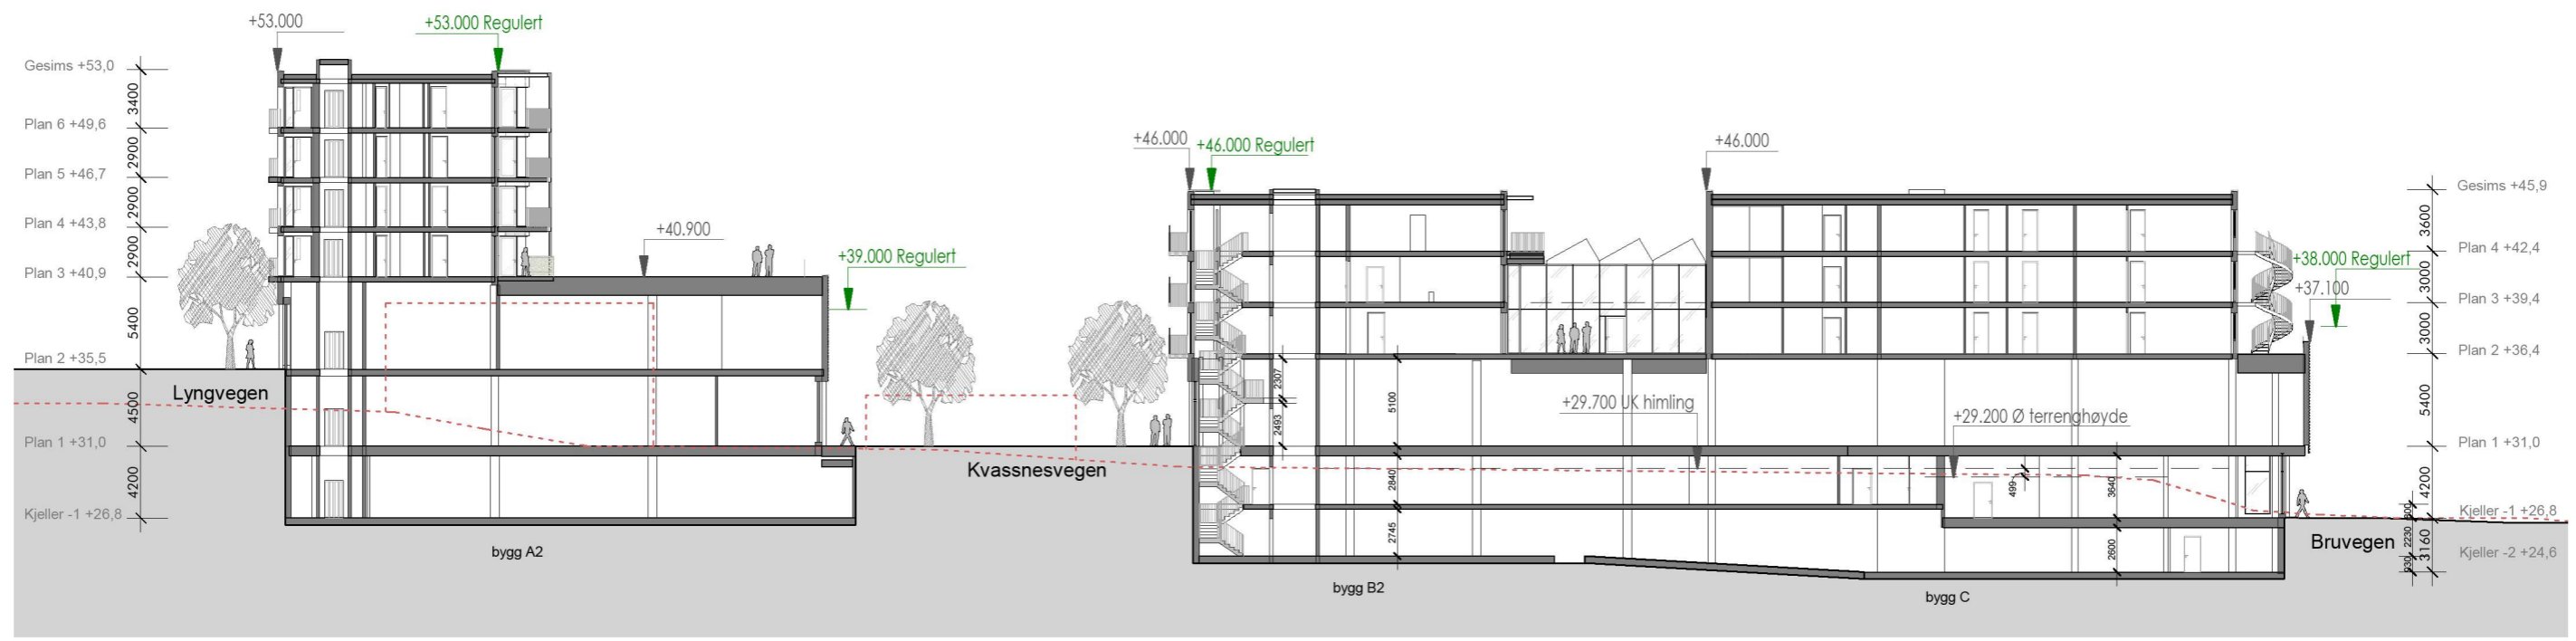 +53.000
+53.000 Regulert
Gesims +53,0
3400
Plan 6 +49,6
2900
Plan 5 +46,7
2900
Plan 4 +43,8
2900
Plan 3 +40,9
5400
Plan 2 +35,5
4500
Plan 1 +31,0
4200
Kjeller -1 +26,8
+40.900
+39.000 Regulert
Lyngvegen
bygg A2
Kvassnesvegen
+46.000
+46.000 Regulert
+46.000
2307
2493
5100
2840
2745
+29.700 UK himling
+29.200 Ø terrenghøyde
499
3640
2600
bygg B2
bygg C
+38.000 Regulert
+37.100
Bruvegen
Gesims +45,9
3600
Plan 4 +42,4
3000
Plan 3 +39,4
3000
Plan 2 +36,4
5400
Plan 1 +31,0
4200
Kjeller -1 +26,8
800
2230
930
3160
Kjeller -2 +24,6